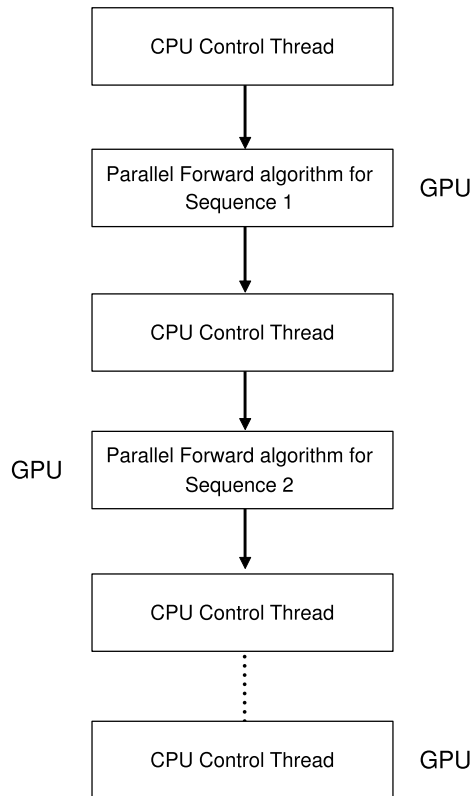 CPU Control Thread
Parallel Forward algorithm for
Sequence 1
GPU
CPU Control Thread
GPU
Parallel Forward algorithm for
Sequence 2
CPU Control Thread
CPU Control Thread
GPU